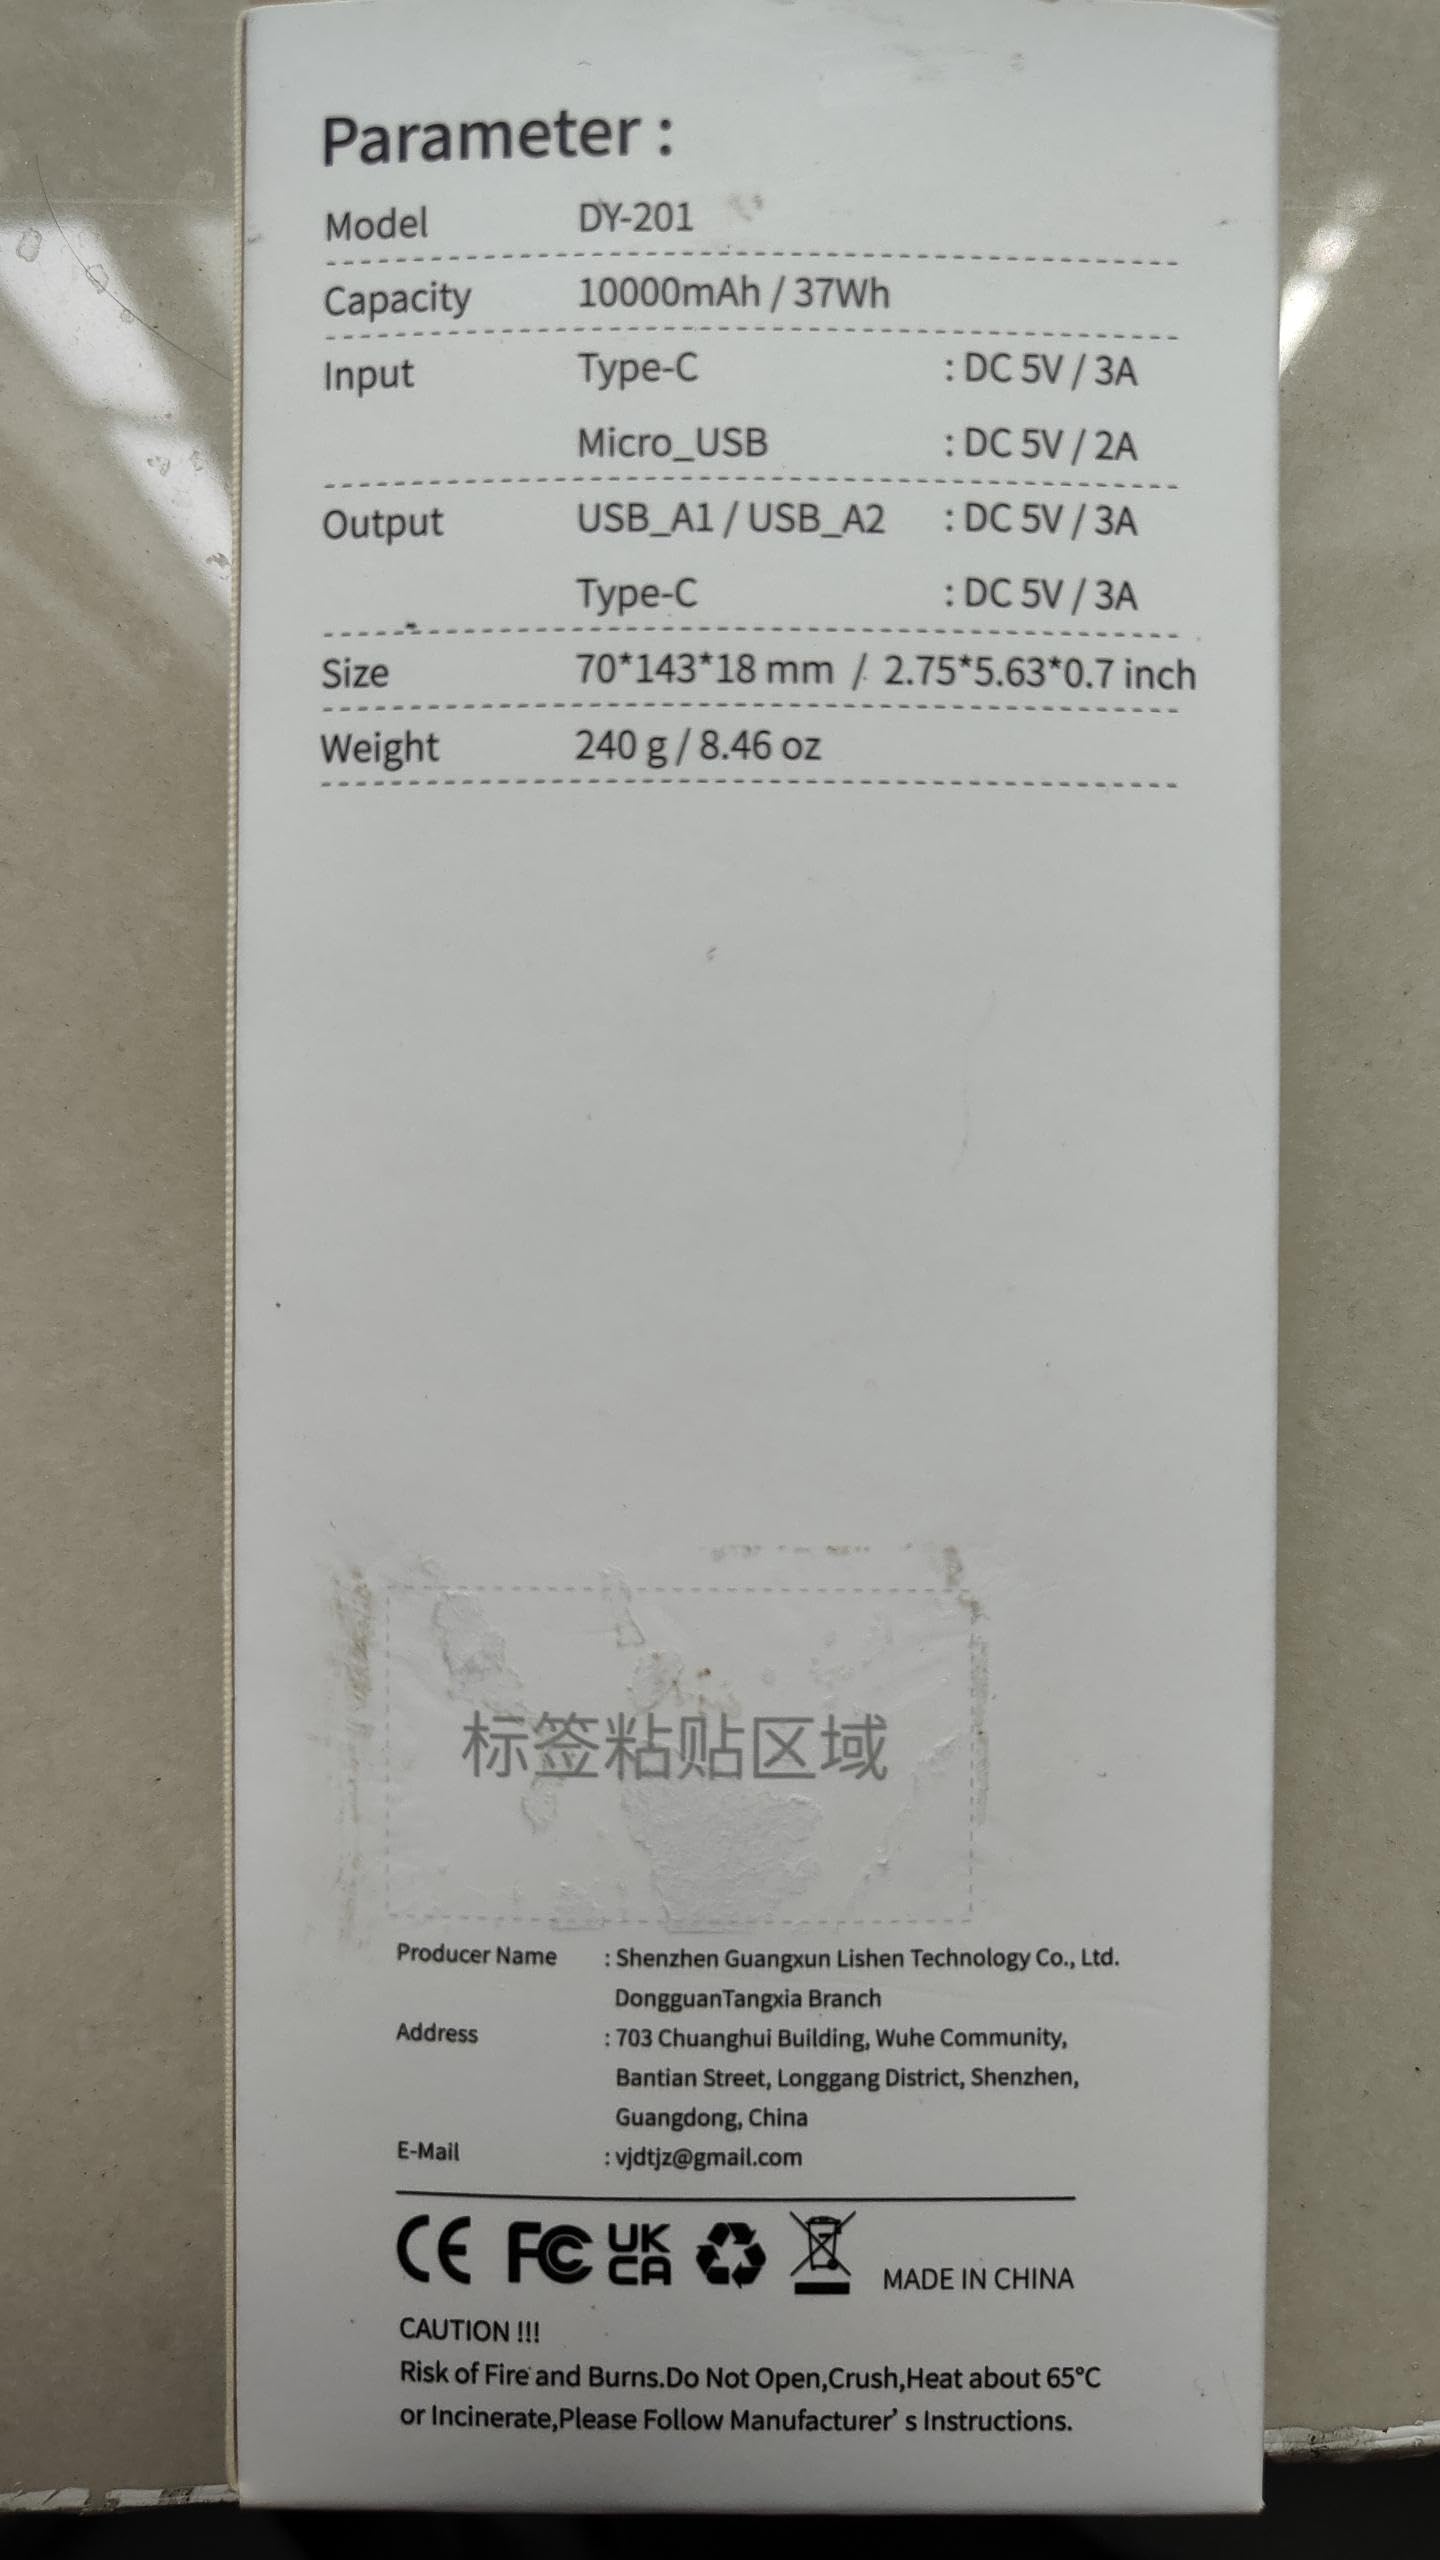 Parameter :
Model DY-201
Capacity 10000mAh / 37Wh
Input Type-C : DC 5V / 3A
Micro_USB : DC 5V / 2A
Output USB_A1 / USB_A2 : DC 5V / 3A
Type-C : DC 5V / 3A
Size 70*143*18 mm / 2.75*5.63*0.7 inch
Weight 240 g / 8.46 oz
标签粘贴区域
Producer Name : Shenzhen Guangxun Lishen Technology Co., Ltd.
DongguanTangxia Branch
Address : 703 Chuanghui Building, Wuhe Community,
Bantian Street, Longgang District, Shenzhen,
Guangdong, China
E-Mail : vjdtjz@gmail.com
CE FC UK
CA MADE IN CHINA
CAUTION !!!
Risk of Fire and Burns.Do Not Open,Crush,Heat about 65°C
or Incinerate,Please Follow Manufacturer’ s Instructions.